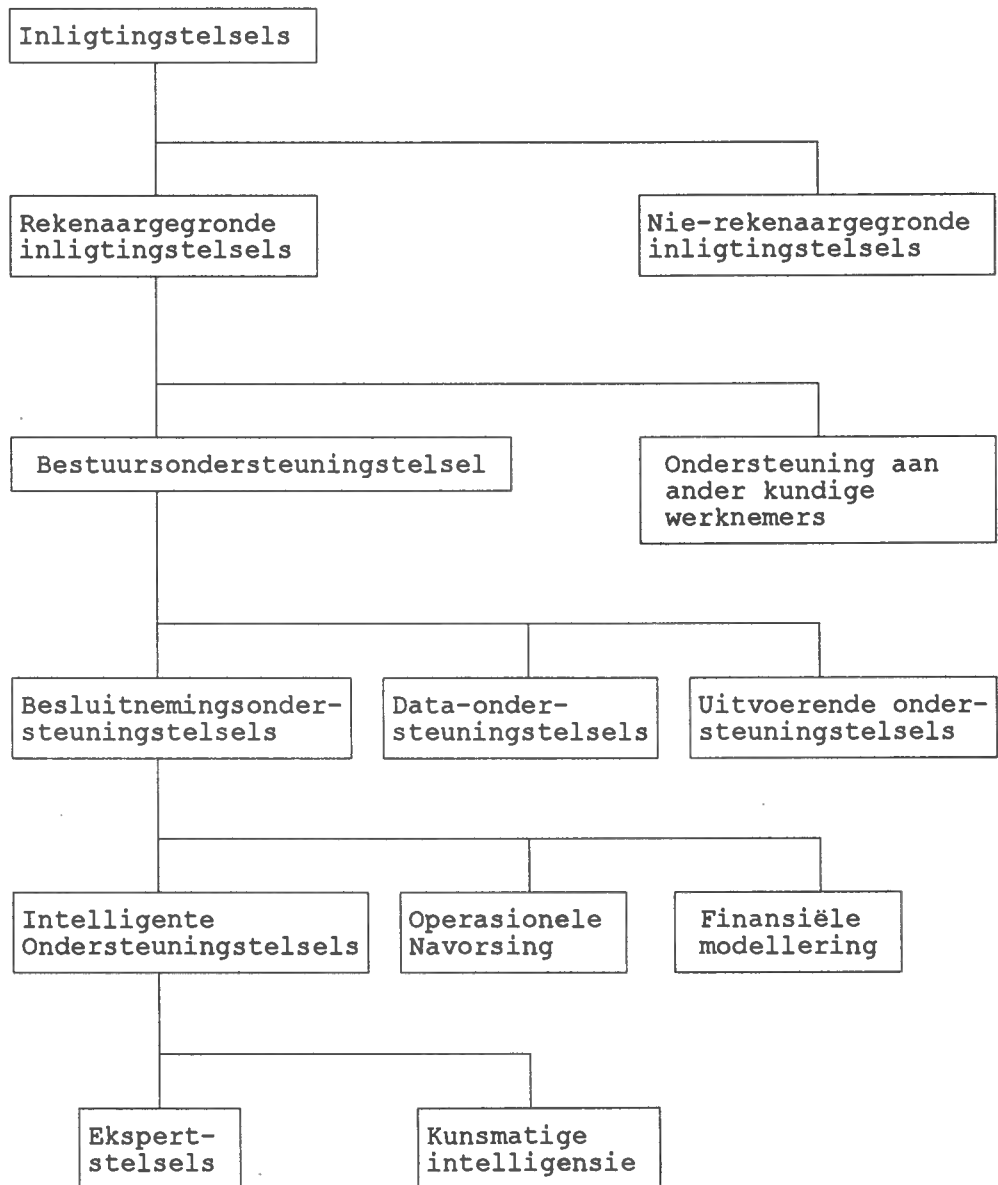 Inligtingstelsels
Rekenaargegronde
inligtingstelsels
Nie-rekenaargegronde
inligtingstelsels
Bestuursondersteuningstelsel
Ondersteuning aan
ander kundige
werknemers
Besluitnemingsonder-
steuningstelsels
Data-onder-
steuningstelsels
Uitvoerende onder-
steuningstelsels
Intelligente
Ondersteuningstelsels
Operasionele
Navorsing
Finansiële
modellering
Ekspert-
stelsels
Kunsmatige
intelligensie